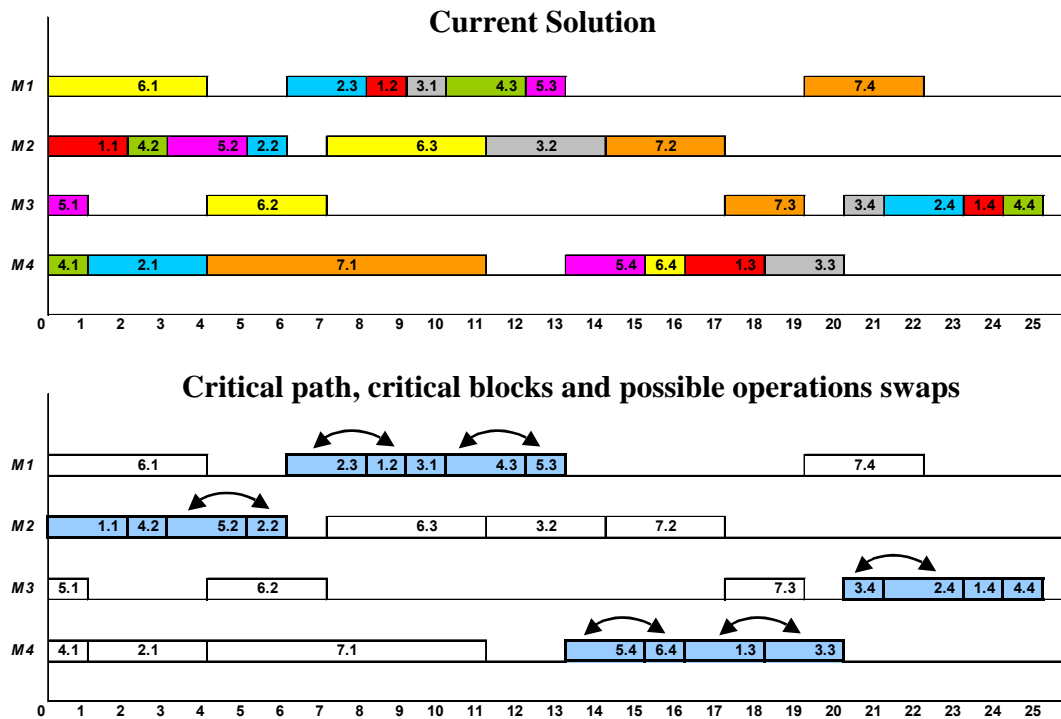 Current Solution
M1 6.1 2.3 1.2 3.1 4.3 5.3 7.4
M2 1.1 4.2 5.2 2.2 6.3 3.2 7.2
M3 5.1 6.2 7.3 3.4 2.4 1.4 4.4
M4 4.1 2.1 7.1 5.4 6.4 1.3 3.3
0 1 2 3 4 5 6 7 8 9 10 11 12 13 14 15 16 17 18 19 20 21 22 23 24 25
Critical path, critical blocks and possible operations swaps
M1 6.1 2.3 1.2 3.1 4.3 5.3 7.4
M2 1.1 4.2 5.2 2.2 6.3 3.2 7.2
M3 5.1 6.2 7.3 3.4 2.4 1.4 4.4
M4 4.1 2.1 7.1 5.4 6.4 1.3 3.3
0 1 2 3 4 5 6 7 8 9 10 11 12 13 14 15 16 17 18 19 20 21 22 23 24 25